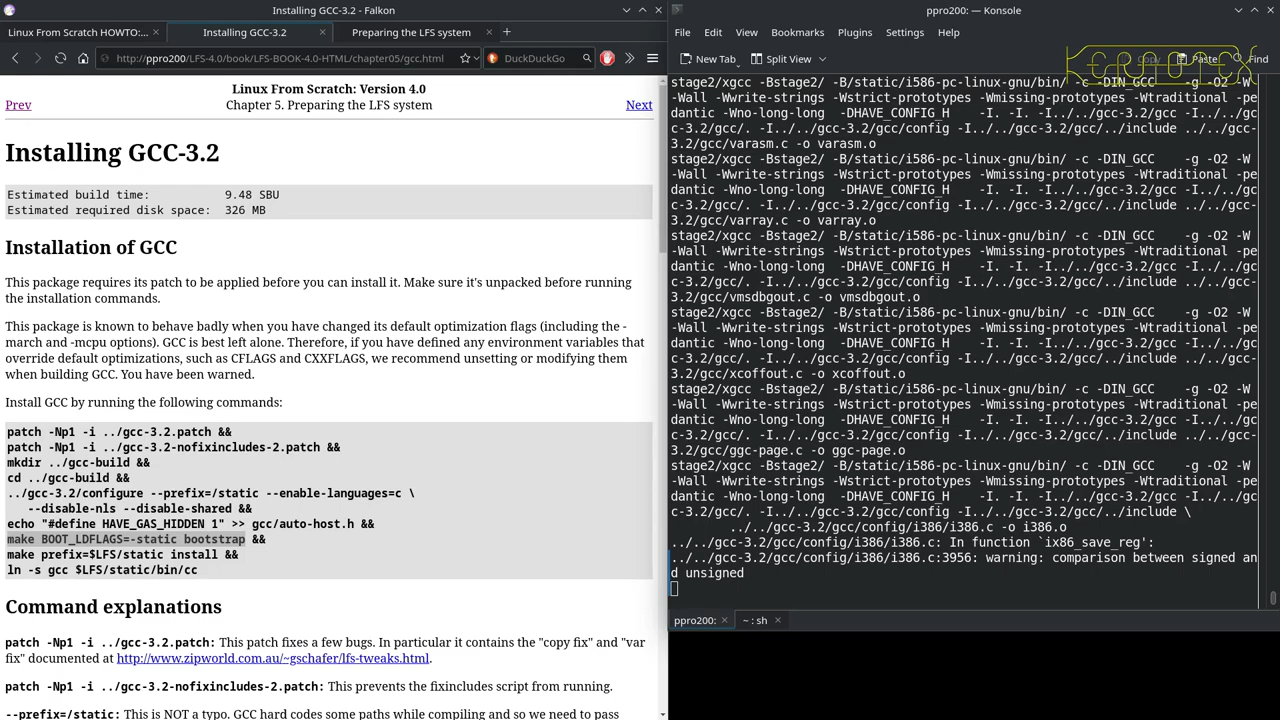 Installing GCC-3.2 - Falkon
Linux From Scratch HOWTO:...
Installing GCC-3.2
Preparing the LFS system
http://ppro200/LFS-4.0/book/LFS-BOOK-4.0-HTML/chapter05/gcc.html
DuckDuckGo
Linux From Scratch: Version 4.0
Prev
Chapter 5. Preparing the LFS system
Next
Installing GCC-3.2
Estimated build time: 9.48 SBU
Estimated required disk space: 326 MB
Installation of GCC
This package requires its patch to be applied before you can install it. Make sure it's unpacked before running
the installation commands.
This package is known to behave badly when you have changed its default optimization flags (including the -
march and -mcpu options). GCC is best left alone. Therefore, if you have defined any environment variables that
override default optimizations, such as CFLAGS and CXXFLAGS, we recommend unsetting or modifying them
when building GCC. You have been warned.
Install GCC by running the following commands:
patch -Np1 -i ../gcc-3.2.patch &&
patch -Np1 -i ../gcc-3.2-nofixincludes-2.patch &&
mkdir ../gcc-build &&
cd ../gcc-build &&
../gcc-3.2/configure --prefix=/static --enable-languages=c \
--disable-nls --disable-shared &&
echo "#define HAVE_GAS_HIDDEN 1" >> gcc/auto-host.h &&
make BOOT_LDFLAGS=-static bootstrap &&
make prefix=$LFS/static install &&
ln -s gcc $LFS/static/bin/cc
Command explanations
patch -Np1 -i ../gcc-3.2.patch: This patch fixes a few bugs. In particular it contains the "copy fix" and "var
fix" documented at http://www.zipworld.com.au/~gschafer/lfs-tweaks.html.
patch -Np1 -i ../gcc-3.2-nofixincludes-2.patch: This prevents the fixincludes script from running.
--prefix=/static: This is NOT a typo. GCC hard codes some paths while compiling and so we need to pass
ppro200: — Konsole
File Edit View Bookmarks Plugins Settings Help
New Tab
Split View
Copy
Paste
Find
stage2/xgcc -Bstage2/ -B/static/i586-pc-linux-gnu/bin/ -c -DIN_GCC -g -O2 -W
-Wall -Wwrite-strings -Wstrict-prototypes -Wmissing-prototypes -Wtraditional -pe
dantic -Wno-long-long -DHAVE_CONFIG_H -I. -I. -I../../gcc-3.2/gcc -I../../gc
c-3.2/gcc/. -I../../gcc-3.2/gcc/config -I../../gcc-3.2/gcc/../include ../../gcc-
3.2/gcc/varasm.c -o varasm.o
stage2/xgcc -Bstage2/ -B/static/i586-pc-linux-gnu/bin/ -c -DIN_GCC -g -O2 -W
-Wall -Wwrite-strings -Wstrict-prototypes -Wmissing-prototypes -Wtraditional -pe
dantic -Wno-long-long -DHAVE_CONFIG_H -I. -I. -I../../gcc-3.2/gcc -I../../gc
c-3.2/gcc/. -I../../gcc-3.2/gcc/config -I../../gcc-3.2/gcc/../include ../../gcc-
3.2/gcc/varray.c -o varray.o
stage2/xgcc -Bstage2/ -B/static/i586-pc-linux-gnu/bin/ -c -DIN_GCC -g -O2 -W
-Wall -Wwrite-strings -Wstrict-prototypes -Wmissing-prototypes -Wtraditional -pe
dantic -Wno-long-long -DHAVE_CONFIG_H -I. -I. -I../../gcc-3.2/gcc -I../../gc
c-3.2/gcc/. -I../../gcc-3.2/gcc/config -I../../gcc-3.2/gcc/../include ../../gcc-
3.2/gcc/vmsdbgout.c -o vmsdbgout.o
stage2/xgcc -Bstage2/ -B/static/i586-pc-linux-gnu/bin/ -c -DIN_GCC -g -O2 -W
-Wall -Wwrite-strings -Wstrict-prototypes -Wmissing-prototypes -Wtraditional -pe
dantic -Wno-long-long -DHAVE_CONFIG_H -I. -I. -I../../gcc-3.2/gcc -I../../gc
c-3.2/gcc/. -I../../gcc-3.2/gcc/config -I../../gcc-3.2/gcc/../include ../../gcc-
3.2/gcc/xcoffout.c -o xcoffout.o
stage2/xgcc -Bstage2/ -B/static/i586-pc-linux-gnu/bin/ -c -DIN_GCC -g -O2 -W
-Wall -Wwrite-strings -Wstrict-prototypes -Wmissing-prototypes -Wtraditional -pe
dantic -Wno-long-long -DHAVE_CONFIG_H -I. -I. -I../../gcc-3.2/gcc -I../../gc
c-3.2/gcc/. -I../../gcc-3.2/gcc/config -I../../gcc-3.2/gcc/../include ../../gcc-
3.2/gcc/ggc-page.c -o ggc-page.o
stage2/xgcc -Bstage2/ -B/static/i586-pc-linux-gnu/bin/ -c -DIN_GCC -g -O2 -W
-Wall -Wwrite-strings -Wstrict-prototypes -Wmissing-prototypes -Wtraditional -pe
dantic -Wno-long-long -DHAVE_CONFIG_H -I. -I. -I../../gcc-3.2/gcc -I../../gc
c-3.2/gcc/. -I../../gcc-3.2/gcc/config -I../../gcc-3.2/gcc/../include \
../../gcc-3.2/gcc/config/i386/i386.c -o i386.o
../../gcc-3.2/gcc/config/i386/i386.c: In function `ix86_save_reg':
../../gcc-3.2/gcc/config/i386/i386.c:3956: warning: comparison between signed an
d unsigned
ppro200:
~ : sh